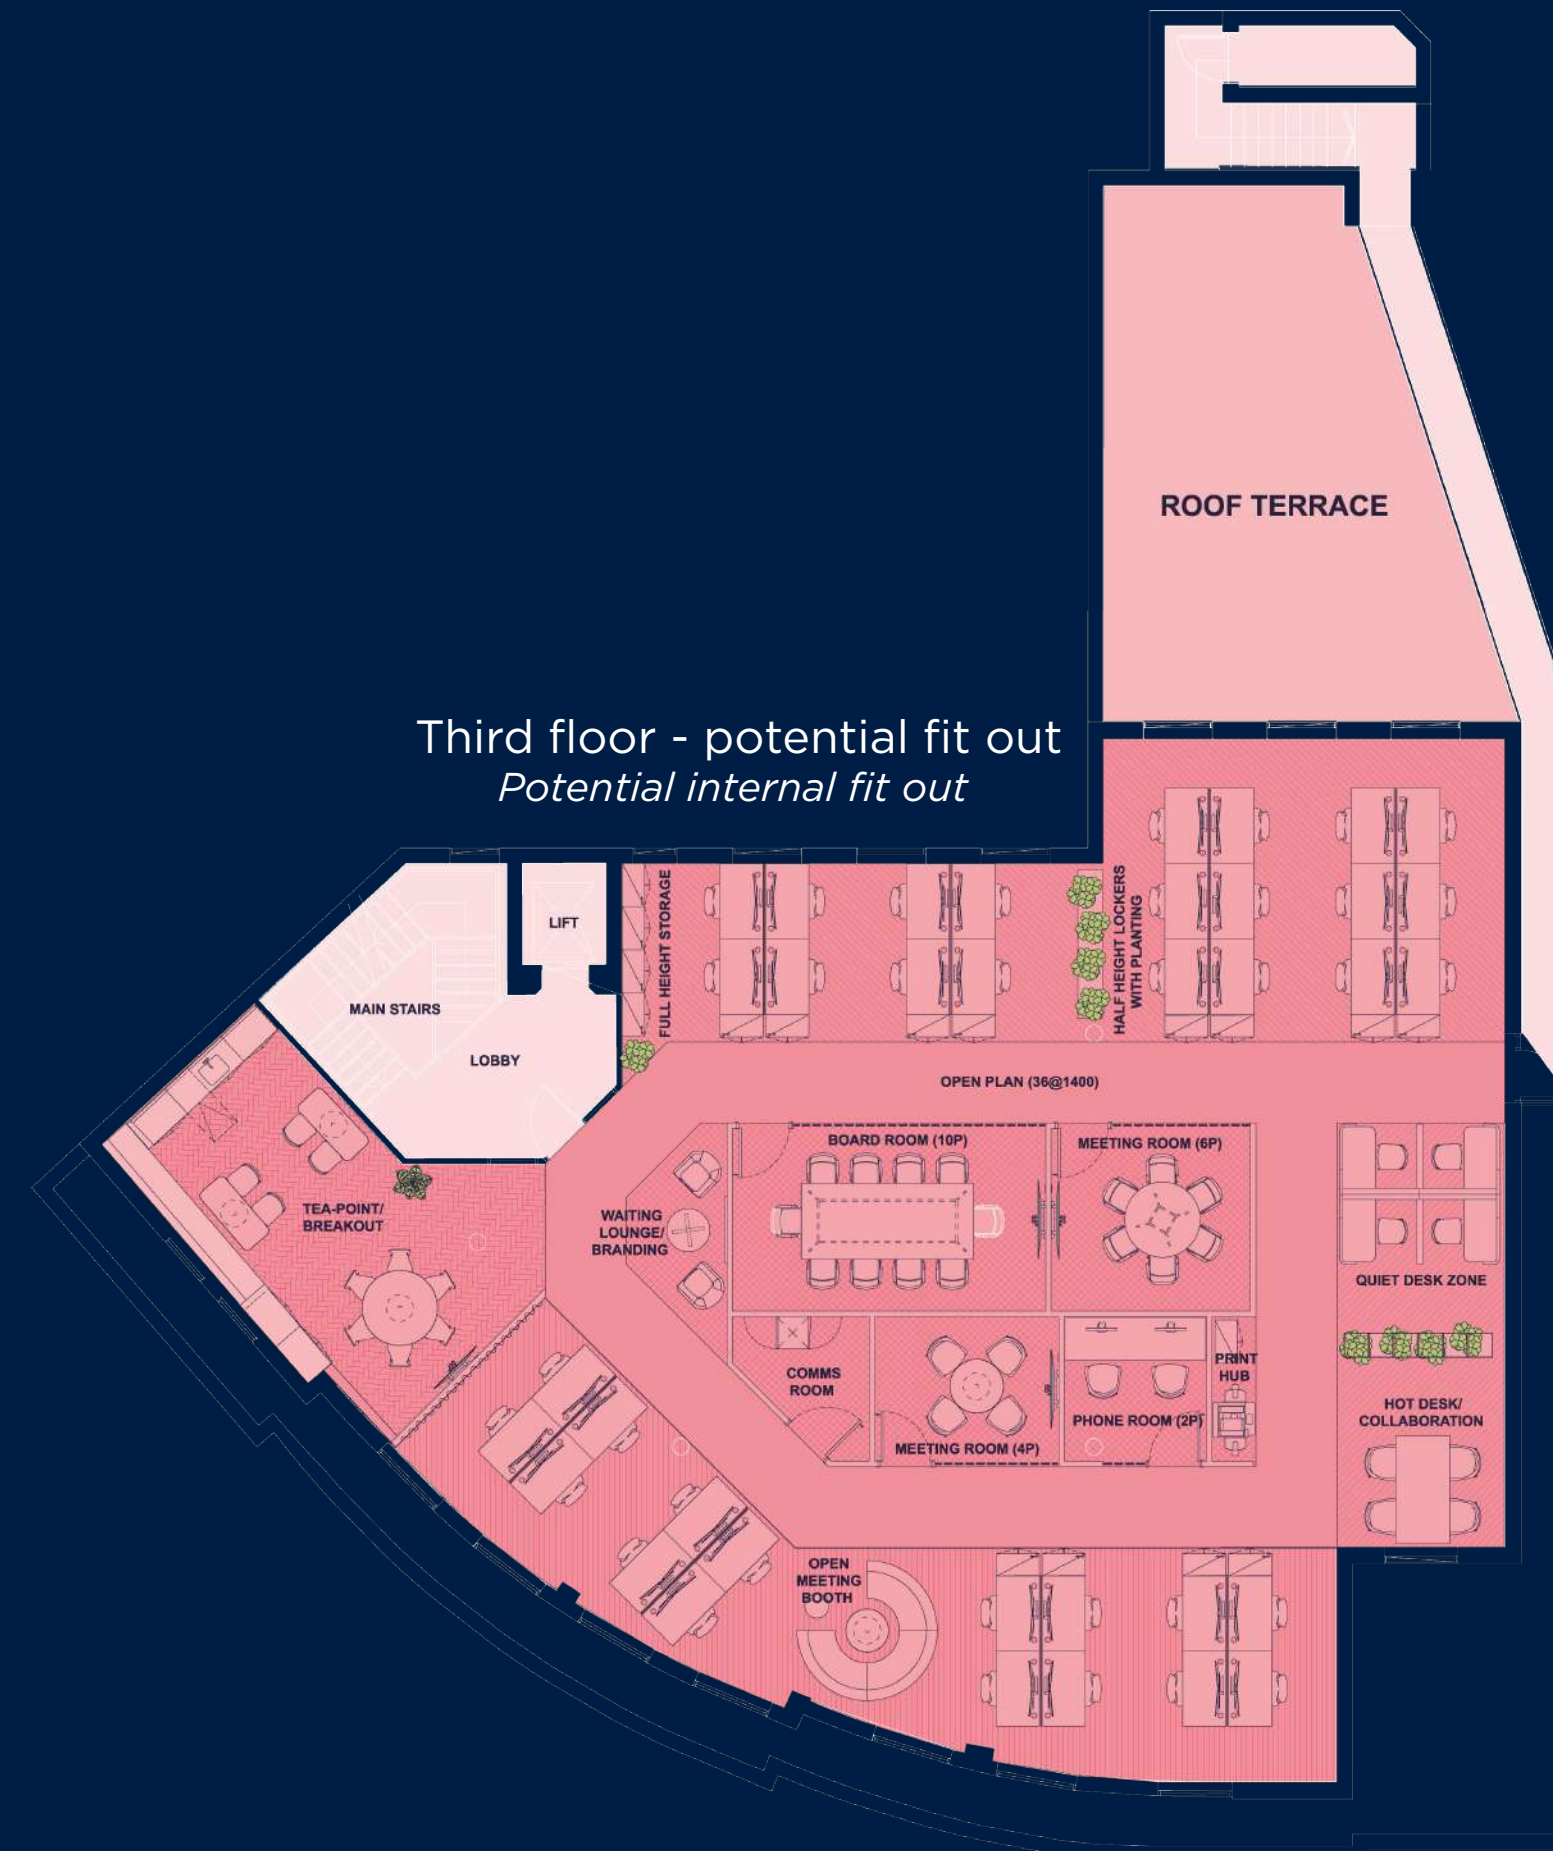 ROOF TERRACE
Third floor - potential fit out
Potential internal fit out
LIFT
FULL HEIGHT STORAGE
HALF HEIGHT LOCKERS
WITH PLANTING
MAIN STAIRS
LOBBY
OPEN PLAN (36@1400)
BOARD ROOM (10P)
MEETING ROOM (6P)
TEA-POINT/
BREAKOUT
WAITING
LOUNGE/
BRANDING
QUIET DESK ZONE
COMMS
ROOM
PRINT
HUB
MEETING ROOM (4P)
PHONE ROOM (2P)
HOT DESK/
COLLABORATION
OPEN
MEETING
BOOTH